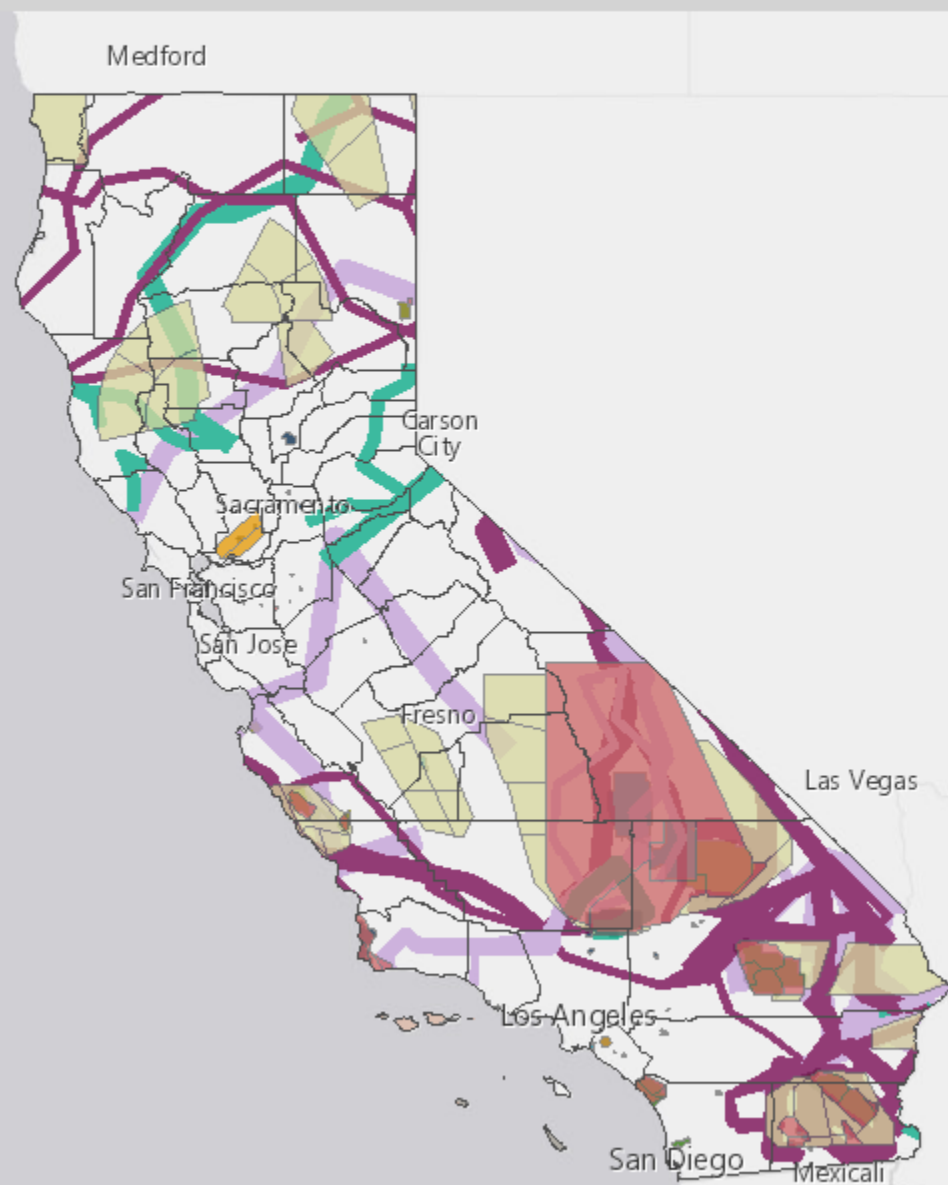 Medford
Carson
City
Sacramento
San Francisco
San Jose
Fresno
Las Vegas
Los Angeles
San Diego
Mexicali